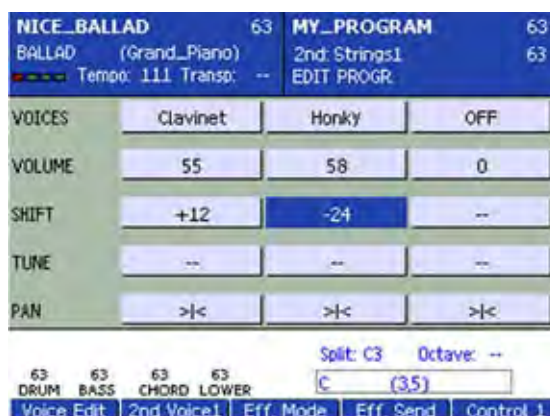 NICE_BALLAD 63 MY_PROGRAM 63
BALLAD (Grand_Piano) 2nd: Strings1 63
Tempo: 111 Transp: -- EDIT PROGR.
VOICES Clavinet Honky OFF
VOLUME 55 58 0
SHIFT +12 -24 --
TUNE -- -- --
PAN >|< >|< >|<
Split: C3 Octave: --
63 63 63 63
DRUM BASS CHORD LOWER C (3,5)
Voice Edit 2nd Voice1 Eff Mode Eff Send Control 1